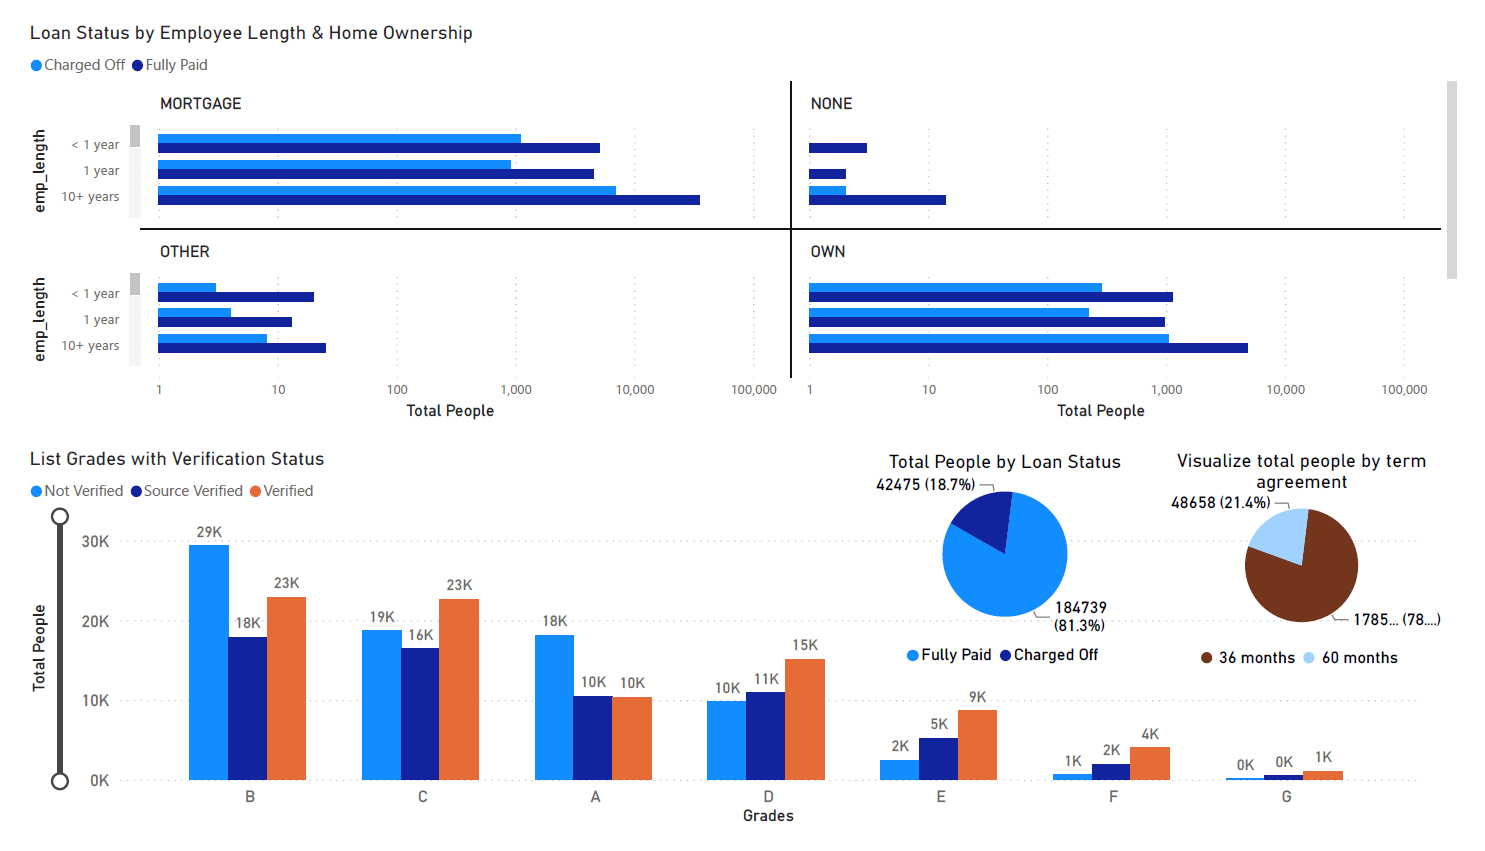 Loan Status by Employee Length & Home Ownership
Charged Off Fully Paid
MORTGAGE
emp_length
< 1 year
1 year
10+ years
NONE
OTHER
emp_length
< 1 year
1 year
10+ years
OWN
1 10 100 1,000 10,000 100,000
Total People
1 10 100 1,000 10,000 100,000
Total People
List Grades with Verification Status
Not Verified Source Verified Verified
Total People
30K
20K
10K
0K
29K 18K 23K
19K 16K 23K
18K 10K 10K
10K 11K 15K
2K 5K 9K
1K 2K 4K
0K 0K 1K
B C A D E F G
Grades
Total People by Loan Status
42475 (18.7%)
184739
(81.3%)
Fully Paid Charged Off
Visualize total people by term
agreement
48658 (21.4%)
1785... (78....)
36 months 60 months